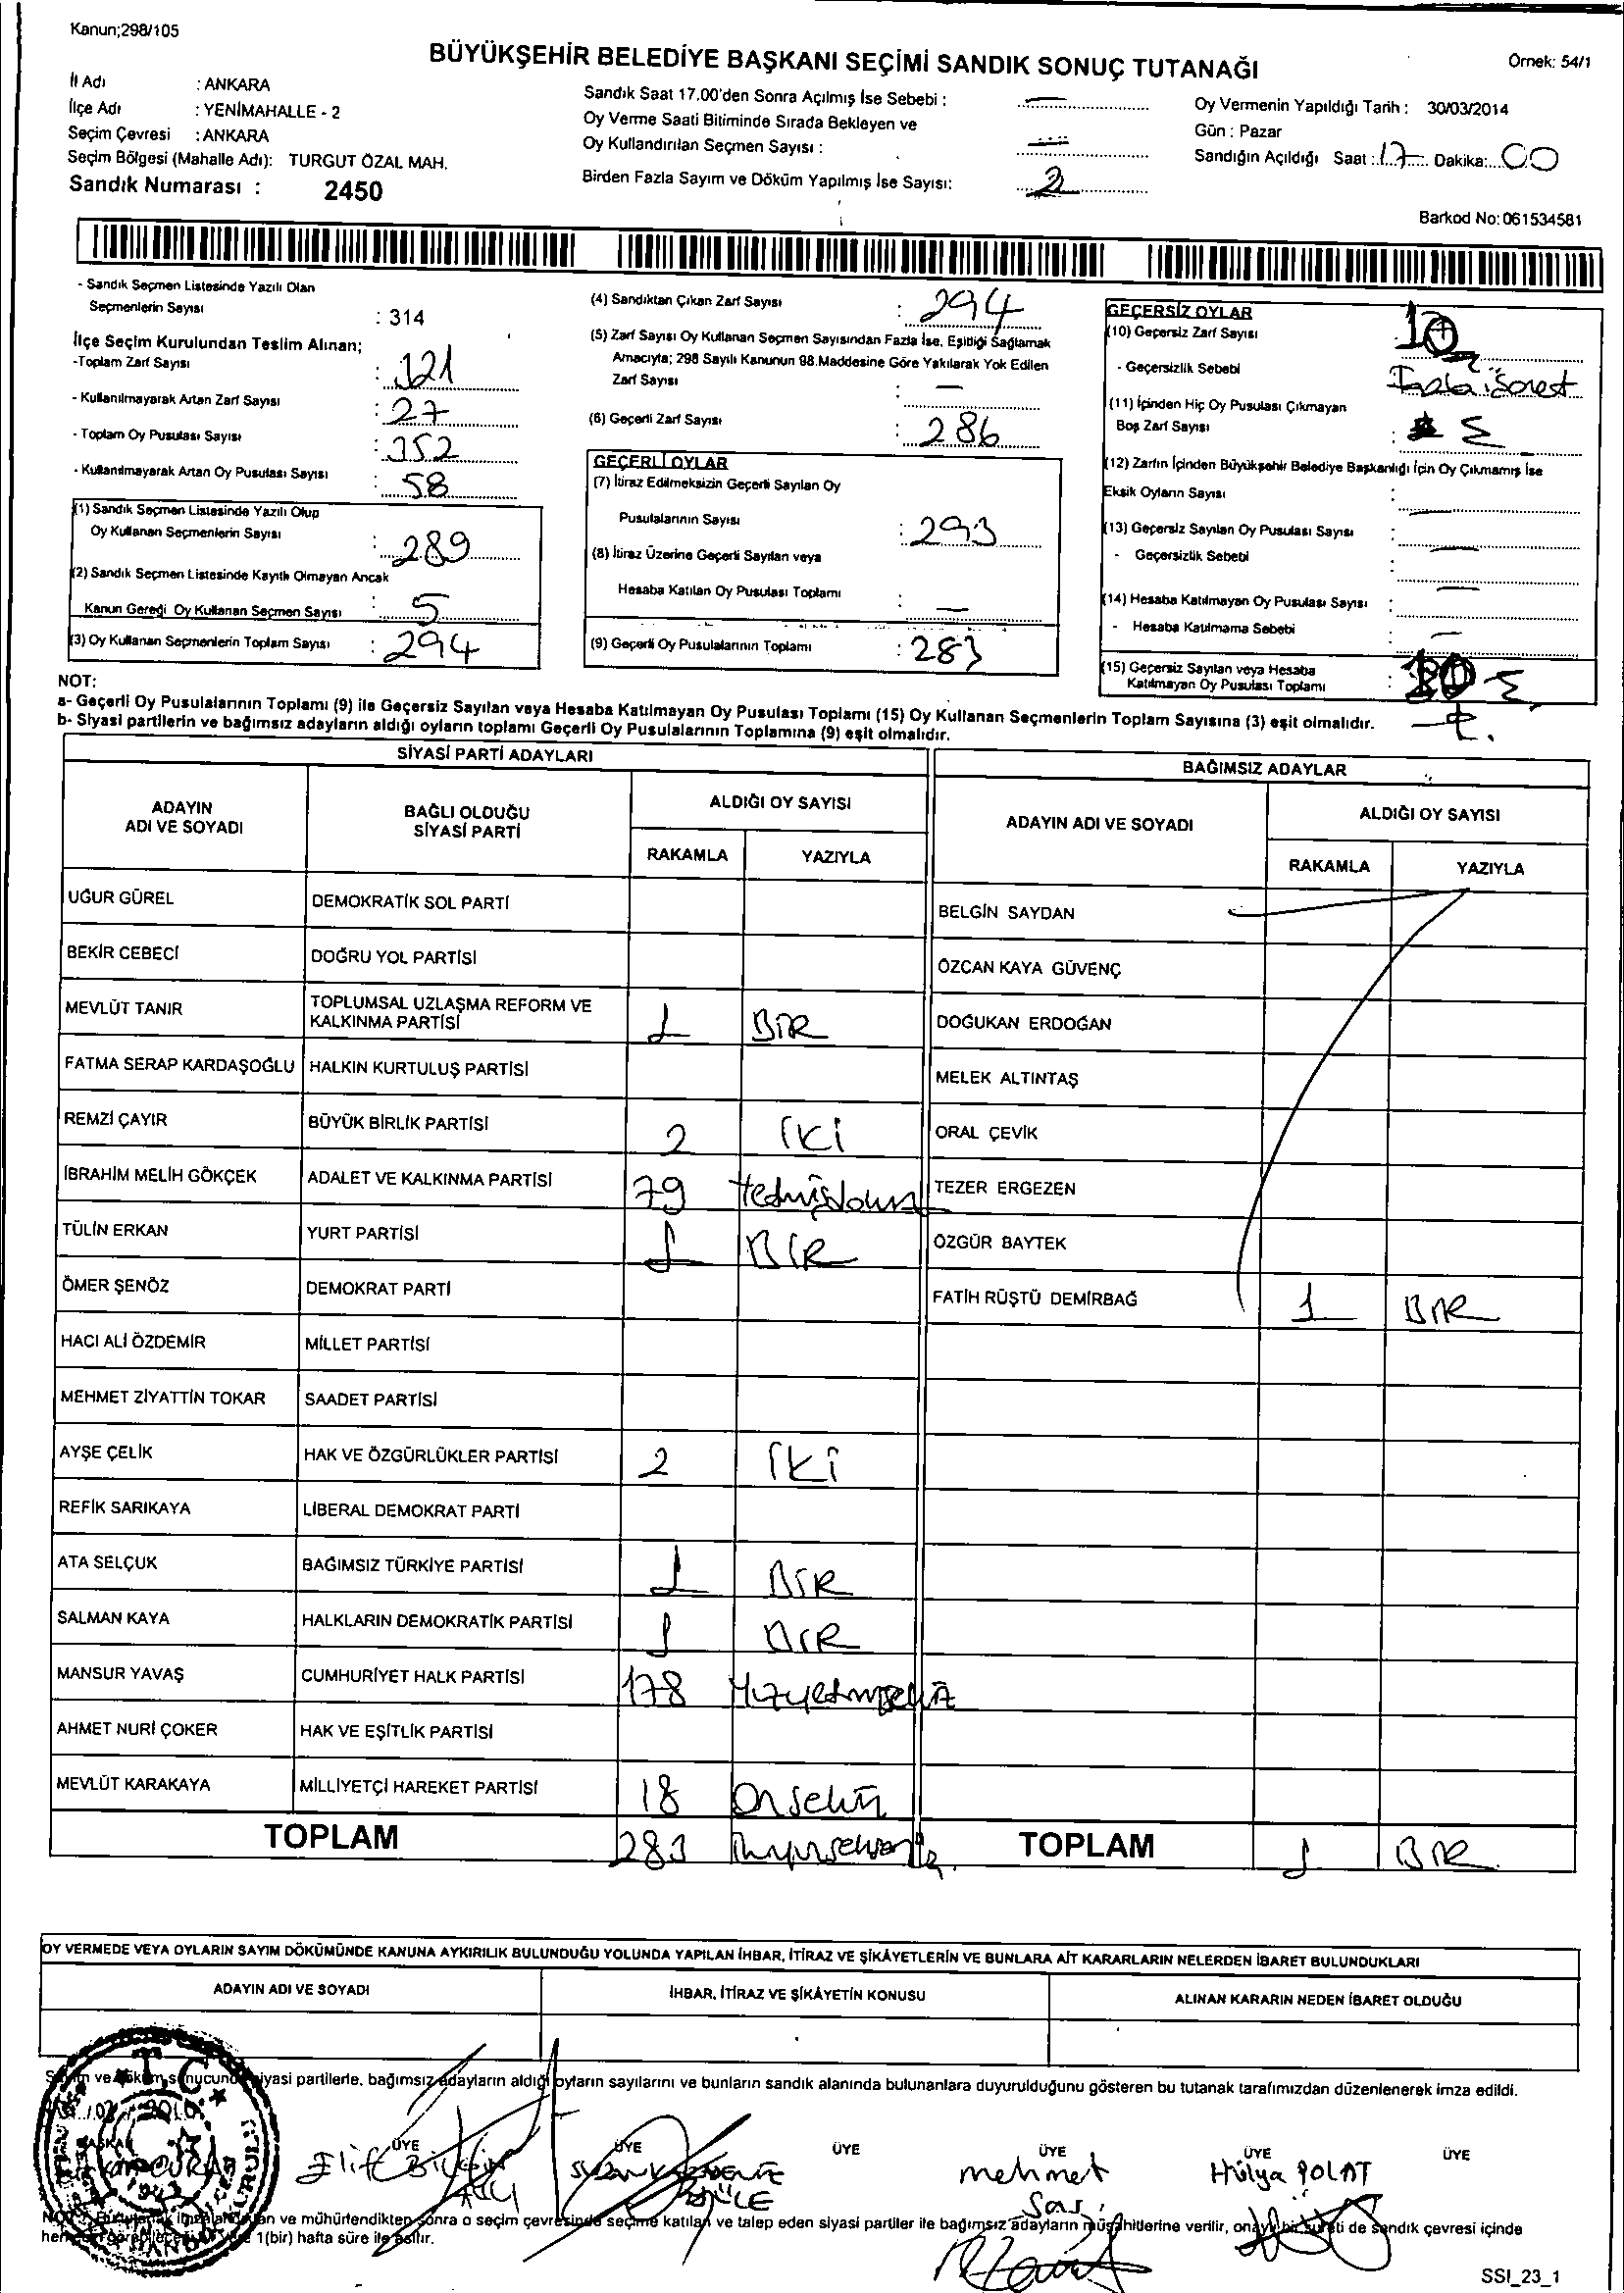 Kanun;298/105
BÜYÜKŞEHİR BELEDİYE BAŞKANI SEÇİMİ SANDIK SONUÇ TUTANAĞI
Örnek: 54/1
İl Adı : ANKARA
İlçe Adı : YENİMAHALLE - 2
Seçim Çevresi : ANKARA
Seçim Bölgesi (Mahalle Adı): TURGUT ÖZAL MAH.
Sandık Numarası : 2450
Sandık Saat 17.00'den Sonra Açılmış İse Sebebi : —
Oy Verme Saati Bitiminde Sırada Bekleyen ve
Oy Kullandırılan Seçmen Sayısı : —
Birden Fazla Sayım ve Döküm Yapılmış İse Sayısı: 2
Oy Vermenin Yapıldığı Tarih : 30/03/2014
Gün : Pazar
Sandığın Açıldığı Saat : 17 Dakika: 00
Barkod No: 061534581
- Sandık Seçmen Listesinde Yazılı Olan
Seçmenlerin Sayısı : 314
İlçe Seçim Kurulundan Teslim Alınan;
-Toplam Zarf Sayısı : 321
- Kullanılmayarak Artan Zarf Sayısı : 27
- Toplam Oy Pusulası Sayısı : 352
- Kullanılmayarak Artan Oy Pusulası Sayısı : 58
(1) Sandık Seçmen Listesinde Yazılı Olup
Oy Kullanan Seçmenlerin Sayısı : 289
(2) Sandık Seçmen Listesinde Kayıtlı Olmayan Ancak
Kanun Gereği Oy Kullanan Seçmen Sayısı : 5
(3) Oy Kullanan Seçmenlerin Toplam Sayısı : 294
(4) Sandıktan Çıkan Zarf Sayısı : 294
(5) Zarf Sayısı Oy Kullanan Seçmen Sayısından Fazla İse, Eşitliği Sağlamak
Amacıyla; 298 Sayılı Kanunun 98.Maddesine Göre Yakılarak Yok Edilen
Zarf Sayısı : —
(6) Geçerli Zarf Sayısı : 286
GEÇERLİ OYLAR
(7) İtiraz Edilmeksizin Geçerli Sayılan Oy
Pusulalarının Sayısı : 293
(8) İtiraz Üzerine Geçerli Sayılan veya
Hesaba Katılan Oy Pusulası Toplamı : —
(9) Geçerli Oy Pusulalarının Toplamı : 283
GEÇERSİZ OYLAR
(10) Geçersiz Zarf Sayısı : 10
- Geçersizlik Sebebi
(11) İçinden Hiç Oy Pusulası Çıkmayan
Boş Zarf Sayısı :
(12) Zarfın İçinden Büyükşehir Belediye Başkanlığı İçin Oy Çıkmamış İse
Eksik Oyların Sayısı : —
(13) Geçersiz Sayılan Oy Pusulası Sayısı : —
- Geçersizlik Sebebi : —
(14) Hesaba Katılmayan Oy Pusulası Sayısı : —
- Hesaba Katılmama Sebebi : —
(15) Geçersiz Sayılan veya Hesaba
Katılmayan Oy Pusulası Toplamı :
NOT:
a- Geçerli Oy Pusulalarının Toplamı (9) ile Geçersiz Sayılan veya Hesaba Katılmayan Oy Pusulası Toplamı (15) Oy Kullanan Seçmenlerin Toplam Sayısına (3) eşit olmalıdır.
b- Siyasi partilerin ve bağımsız adayların aldığı oyların toplamı Geçerli Oy Pusulalarının Toplamına (9) eşit olmalıdır.
SİYASİ PARTİ ADAYLARI
ADAYIN ADI VE SOYADI
BAĞLI OLDUĞU SİYASİ PARTİ
ALDIĞI OY SAYISI
RAKAMLA YAZIYLA
UĞUR GÜREL DEMOKRATİK SOL PARTİ
BEKİR CEBECİ DOĞRU YOL PARTİSİ
MEVLÜT TANIR TOPLUMSAL UZLAŞMA REFORM VE KALKINMA PARTİSİ 1 BİR
FATMA SERAP KARDAŞOĞLU HALKIN KURTULUŞ PARTİSİ
REMZİ ÇAYIR BÜYÜK BİRLİK PARTİSİ 2 İKİ
İBRAHİM MELİH GÖKÇEK ADALET VE KALKINMA PARTİSİ 79
TÜLİN ERKAN YURT PARTİSİ 1 BİR
ÖMER ŞENÖZ DEMOKRAT PARTİ
HACI ALİ ÖZDEMİR MİLLET PARTİSİ
MEHMET ZİYATTİN TOKAR SAADET PARTİSİ
AYŞE ÇELİK HAK VE ÖZGÜRLÜKLER PARTİSİ 2 İKİ
REFİK SARIKAYA LİBERAL DEMOKRAT PARTİ
ATA SELÇUK BAĞIMSIZ TÜRKİYE PARTİSİ 1 BİR
SALMAN KAYA HALKLARIN DEMOKRATİK PARTİSİ 1 BİR
MANSUR YAVAŞ CUMHURİYET HALK PARTİSİ 178
AHMET NURİ ÇOKER HAK VE EŞİTLİK PARTİSİ
MEVLÜT KARAKAYA MİLLİYETÇİ HAREKET PARTİSİ 18 Onsekiz
TOPLAM 283
BAĞIMSIZ ADAYLAR
ADAYIN ADI VE SOYADI
ALDIĞI OY SAYISI
RAKAMLA YAZIYLA
BELGİN SAYDAN
ÖZCAN KAYA GÜVENÇ
DOĞUKAN ERDOĞAN
MELEK ALTINTAŞ
ORAL ÇEVİK
TEZER ERGEZEN
ÖZGÜR BAYTEK
FATİH RÜŞTÜ DEMİRBAĞ 1 BİR
TOPLAM 1 BİR
OY VERMEDE VEYA OYLARIN SAYIM DÖKÜMÜNDE KANUNA AYKIRILIK BULUNDUĞU YOLUNDA YAPILAN İHBAR, İTİRAZ VE ŞİKÂYETLERİN VE BUNLARA AİT KARARLARIN NELERDEN İBARET BULUNDUKLARI
ADAYIN ADI VE SOYADI
İHBAR, İTİRAZ VE ŞİKÂYETİN KONUSU
ALINAN KARARIN NEDEN İBARET OLDUĞU
siyasi partilerle, bağımsız adayların aldığı oyların sayılarını ve bunların sandık alanında bulunanlara duyurulduğunu gösteren bu tutanak tarafımızdan düzenlenerek imza edildi.
T.C.
BAŞKAN ÜYE ÜYE ÜYE ÜYE ÜYE ÜYE
Elif
mehmet
Hülya POLAT
ve mühürlendikten sonra o seçim çevresinde seçime katılan ve talep eden siyasi partiler ile bağımsız adayların müşahitlerine verilir, onaylı bir sureti de sandık çevresi içinde
1(bir) hafta süre ile asılır.
SSI_23_1